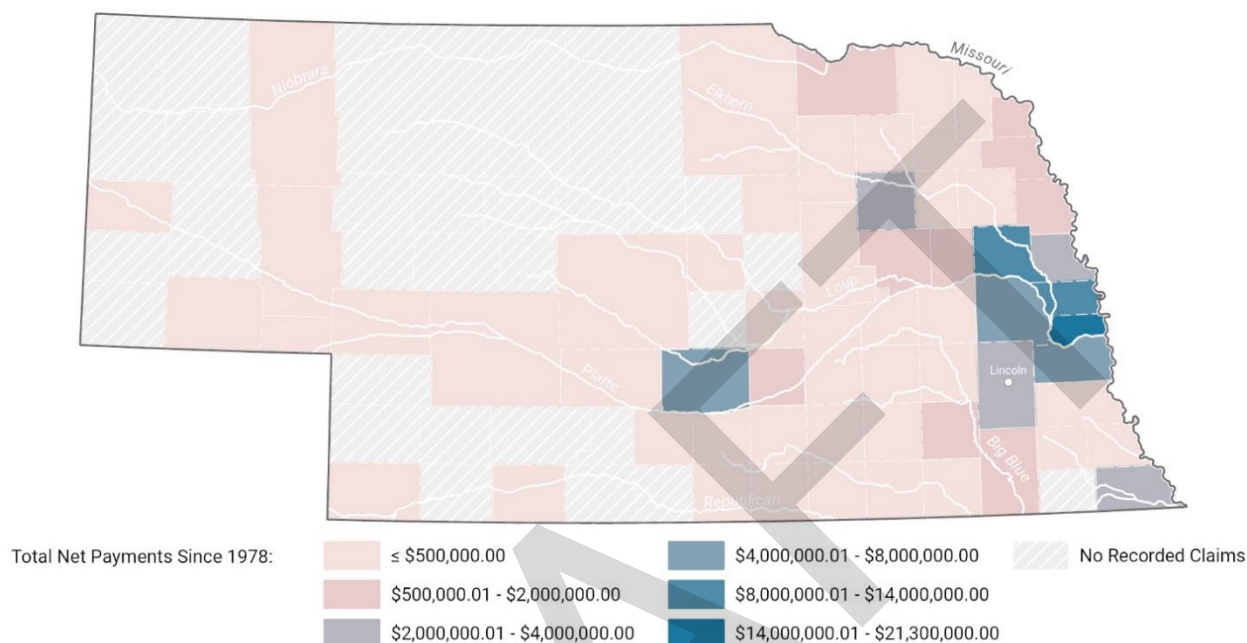 Missouri
Niobrara
Elkhorn
Loup
Platte
Lincoln
Big Blue
Republican
Total Net Payments Since 1978:
≤ $500,000.00
$500,000.01 - $2,000,000.00
$2,000,000.01 - $4,000,000.00
$4,000,000.01 - $8,000,000.00
$8,000,000.01 - $14,000,000.00
$14,000,000.01 - $21,300,000.00
No Recorded Claims